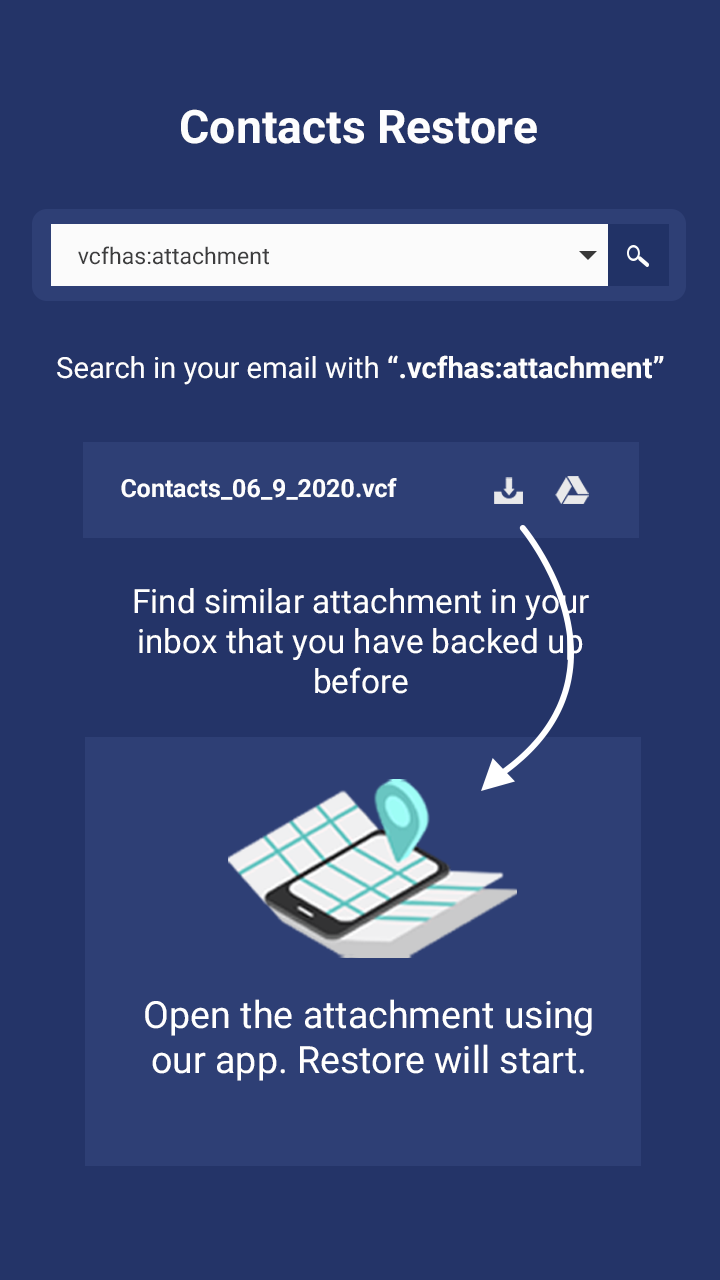 Contacts Restore
vcfhas:attachment
Search in your email with “.vcfhas:attachment”
Contacts_06_9_2020.vcf
Find similar attachment in your
inbox that you have backed up
before
Open the attachment using
our app. Restore will start.